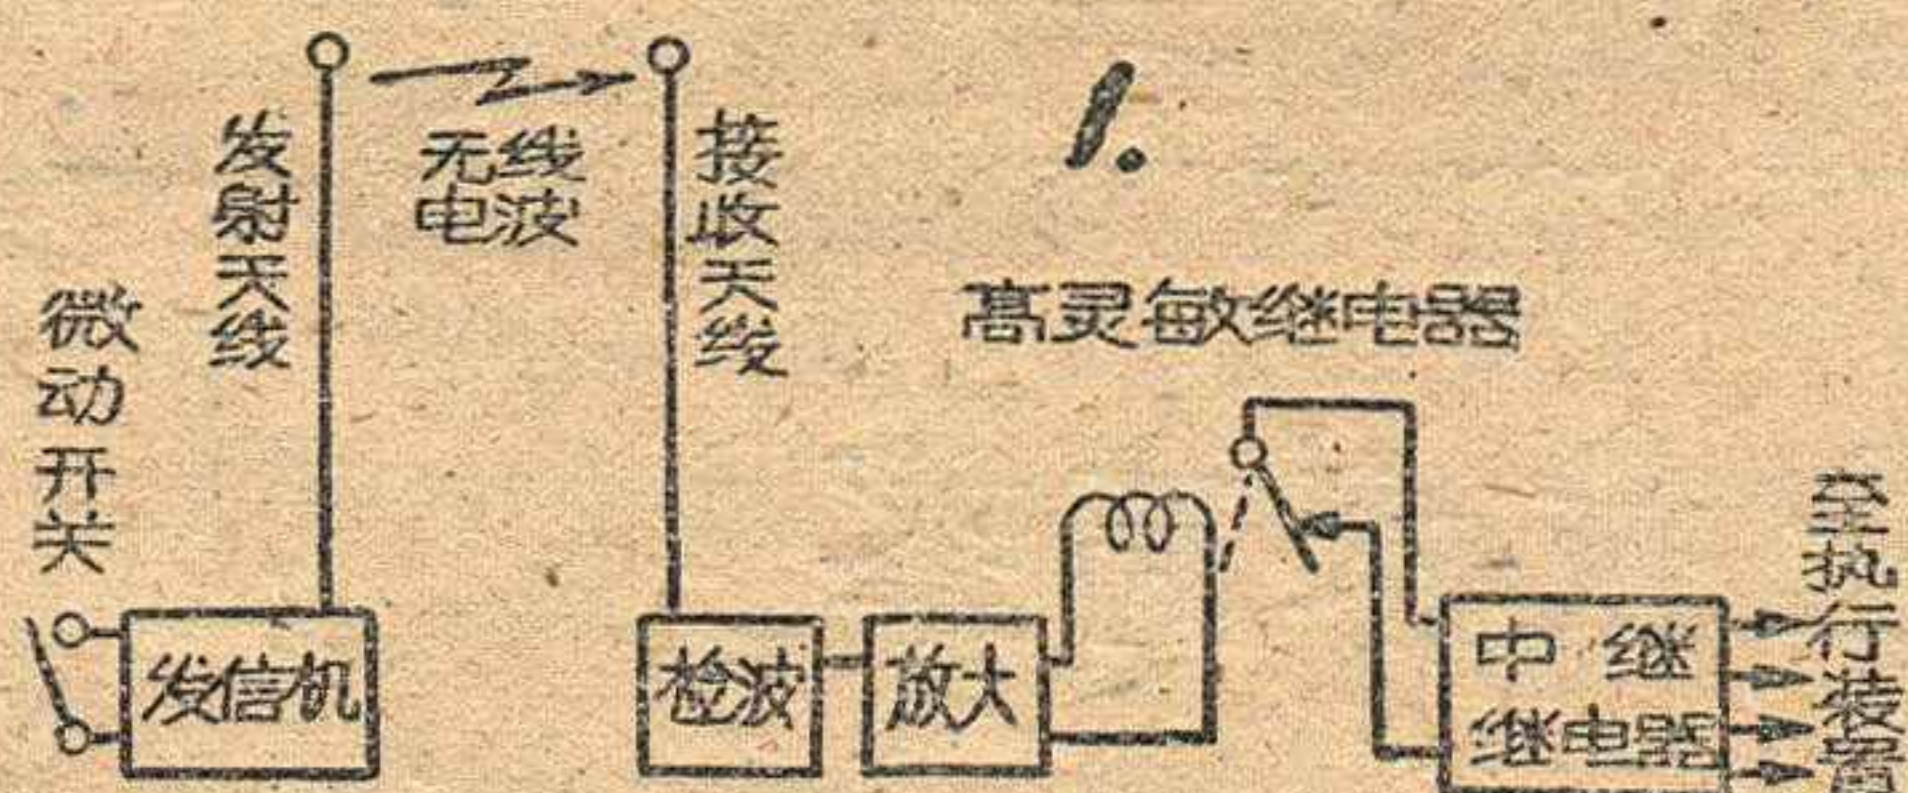 微动开关
发射天线
无线
电波
接收天线
1.
高灵敏继电器
发信机
检波
放大
中继
继电器
至执行装置